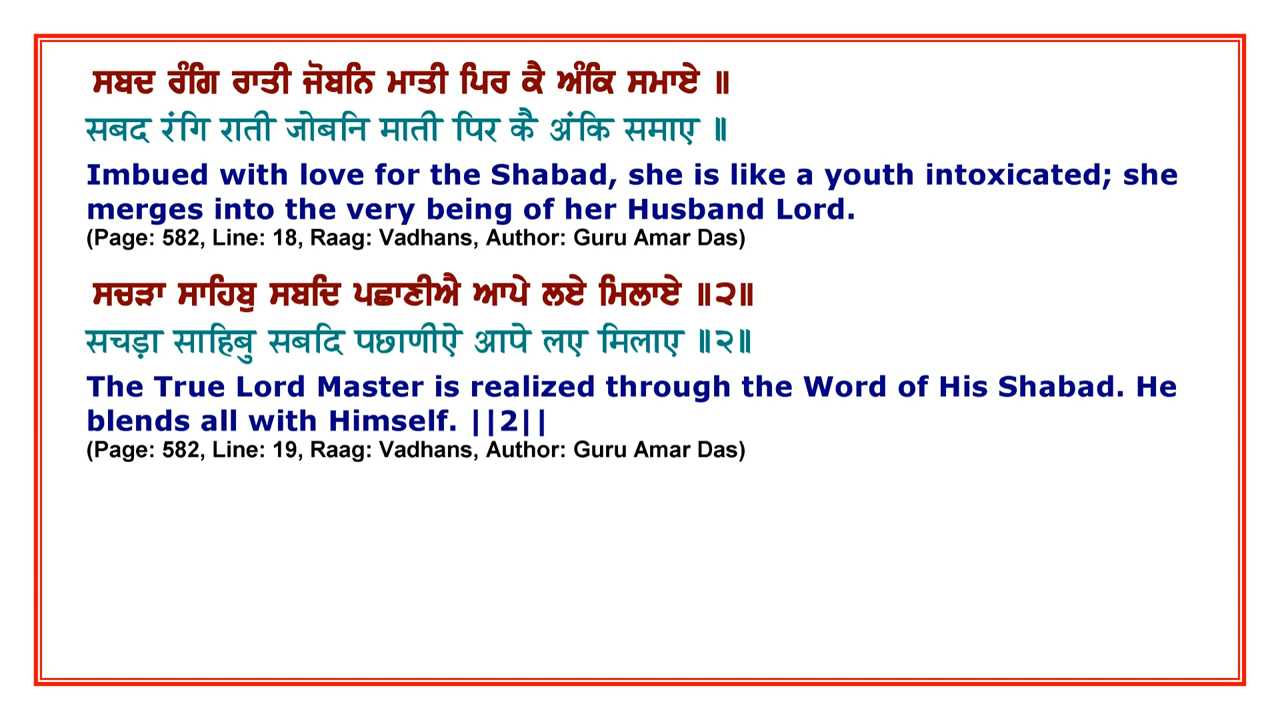 ਸਬਦ ਰੰਗਿ ਰਾਤੀ ਜੋਬਨਿ ਮਾਤੀ ਪਿਰ ਕੈ ਅੰਕਿ ਸਮਾਏ ॥
सबद रंगि राती जोबनि माती पिर कै अंकि समाए ॥
Imbued with love for the Shabad, she is like a youth intoxicated; she
merges into the very being of her Husband Lord.
(Page: 582, Line: 18, Raag: Vadhans, Author: Guru Amar Das)
ਸਚੜਾ ਸਾਹਿਬੁ ਸਬਦਿ ਪਛਾਣੀਐ ਆਪੇ ਲਏ ਮਿਲਾਏ ॥੨॥
सचड़ा साहिबु सबदि पछाणीऐ आपे लए मिलाए ॥२॥
The True Lord Master is realized through the Word of His Shabad. He
blends all with Himself. ||2||
(Page: 582, Line: 19, Raag: Vadhans, Author: Guru Amar Das)